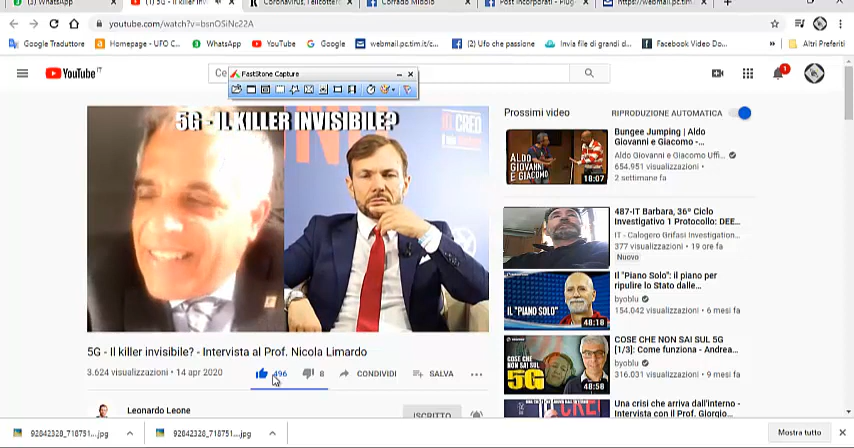 WhatsApp
(1) 5G - Il killer invisi
Coronavirus, l'elicotter
Corrado Middio
Post incorporati - Plug
https://webmail.pc.tim.
youtube.com/watch?v=bsnOSiNc22A
Google Traduttore
Homepage - UFO C...
WhatsApp
YouTube
Google
webmail.pc.tim.it/c...
(2) Ufo che passione
Invia file di grandi d...
Facebook Video Do...
Altri Preferiti
YouTube IT
Ce
FastStone Capture
1
5G - IL KILLER INVISIBILE?
CRED
Prossimi video
RIPRODUZIONE AUTOMATICA
ALDO
GIOVANNI
E GIACOMO
18:07
Bungee Jumping | Aldo
Giovanni e Giacomo -...
Aldo Giovanni e Giacomo Uffi...
654.951 visualizzazioni •
2 settimane fa
487-IT Barbara, 36° Ciclo
Investigativo 1 Protocollo: DEE...
IT - Calogero Grifasi Investigation...
377 visualizzazioni • 19 ore fa
Nuovo
IL "PIANO SOLO"
48:18
Il "Piano Solo": il piano per
ripulire lo Stato dalle...
byoblu
154.042 visualizzazioni • 6 mesi fa
COSE CHE
NON SAI SUL
5G
48:58
COSE CHE NON SAI SUL 5G
[1/3]: Come funziona - Andrea...
byoblu
316.031 visualizzazioni • 9 mesi fa
Una crisi che arriva dall'interno -
Intervista con il Prof. Giorgio...
5G - Il killer invisibile? - Intervista al Prof. Nicola Limardo
3.624 visualizzazioni • 14 apr 2020
496
8
CONDIVIDI
SALVA
Leonardo Leone
ISCRITTO
92842328_718751....jpg
92842328_718751....jpg
Mostra tutto